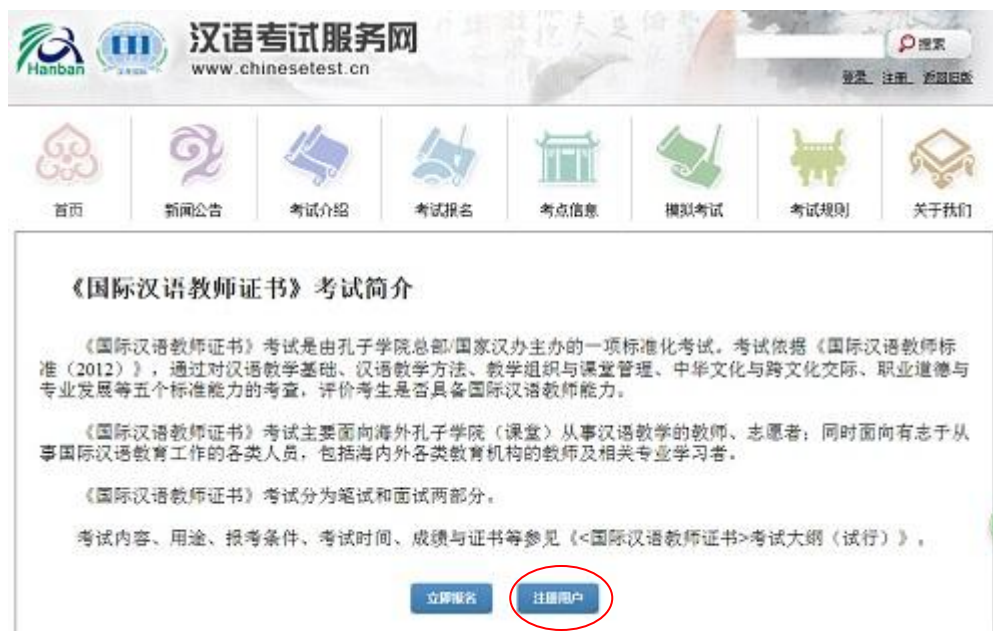 汉语考试服务网
Hanban
www.chinesetest.cn
搜索
登录 注册 返回旧版
首页 新闻公告 考试介绍 考试报名 考点信息 模拟考试 考试规则 关于我们
《国际汉语教师证书》考试简介
《国际汉语教师证书》考试是由孔子学院总部/国家汉办主办的一项标准化考试。考试依据《国际汉语教师标
准（2012）》，通过对汉语教学基础、汉语教学方法、教学组织与课堂管理、中华文化与跨文化交际、职业道德与
专业发展等五个标准能力的考查，评价考生是否具备国际汉语教师能力。
《国际汉语教师证书》考试主要面向海外孔子学院（课堂）从事汉语教学的教师、志愿者；同时面向有志于从
事国际汉语教育工作的各类人员，包括海内外各类教育机构的教师及相关专业学习者。
《国际汉语教师证书》考试分为笔试和面试两部分。
考试内容、用途、报考条件、考试时间、成绩与证书等参见《<国际汉语教师证书>考试大纲（试行）》。
立即报名 注册用户